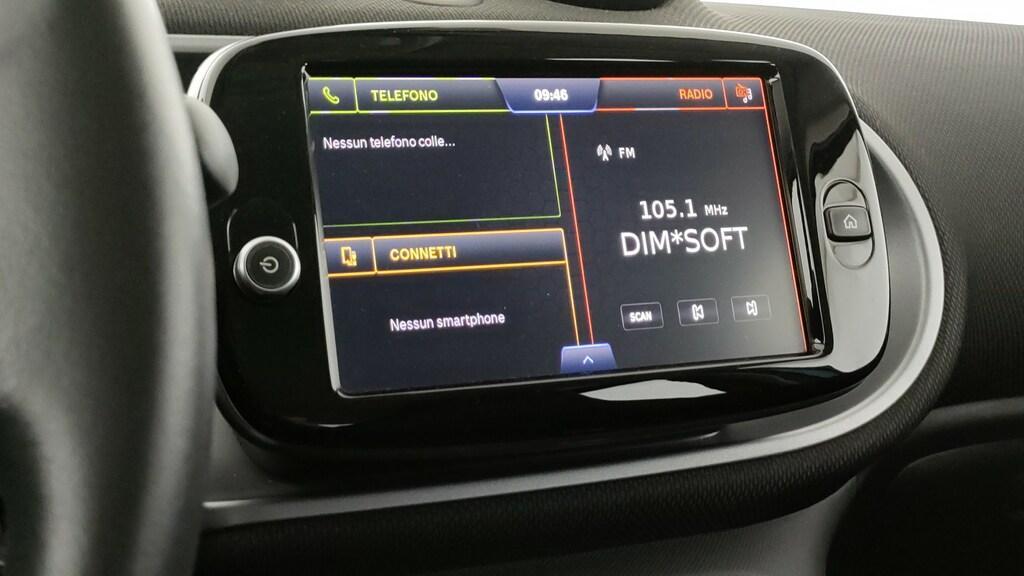 TELEFONO
09:46
RADIO
Nessun telefono colle...
FM
105.1 MHz
DIM*SOFT
CONNETTI
Nessun smartphone
SCAN